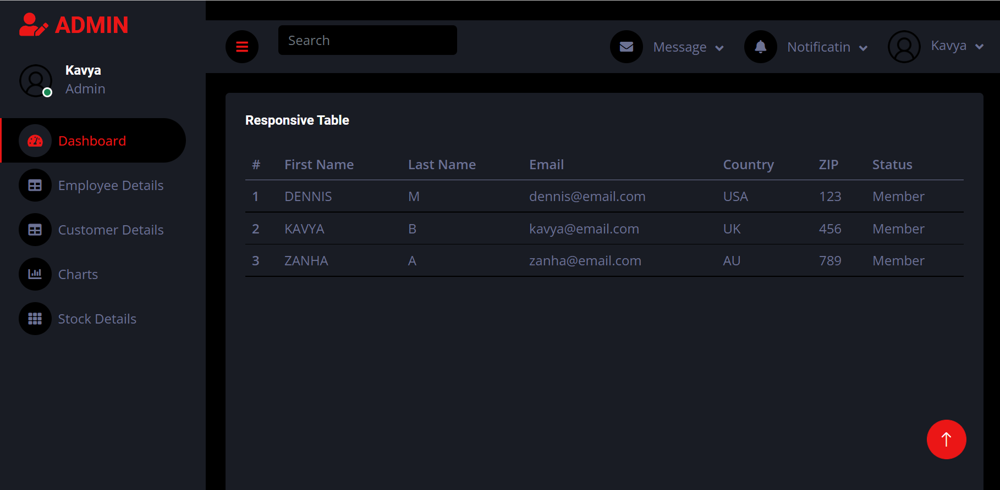 ADMIN
Kavya
Admin
Dashboard
Employee Details
Customer Details
Charts
Stock Details
Search
Message
Notificatin
Kavya
Responsive Table
# First Name Last Name Email Country ZIP Status
1 DENNIS M dennis@email.com USA 123 Member
2 KAVYA B kavya@email.com UK 456 Member
3 ZANHA A zanha@email.com AU 789 Member